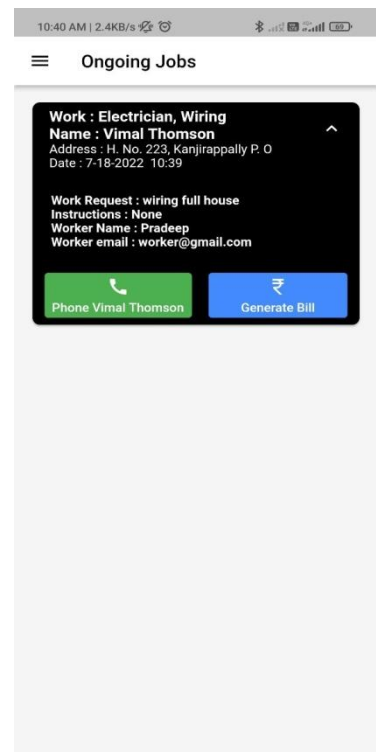 10:40 AM | 2.4KB/s
69
Ongoing Jobs
Work : Electrician, Wiring
Name : Vimal Thomson
Address : H. No. 223, Kanjirappally P. O
Date : 7-18-2022 10:39
Work Request : wiring full house
Instructions : None
Worker Name : Pradeep
Worker email : worker@gmail.com
₹
Phone Vimal Thomson Generate Bill